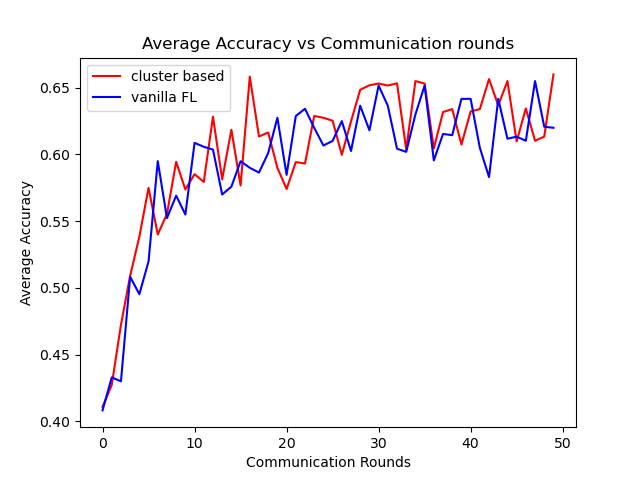 Average Accuracy vs Communication rounds
cluster based
vanilla FL
Average Accuracy
0.65
0.60
0.55
0.50
0.45
0.40
0 10 20 30 40 50
Communication Rounds